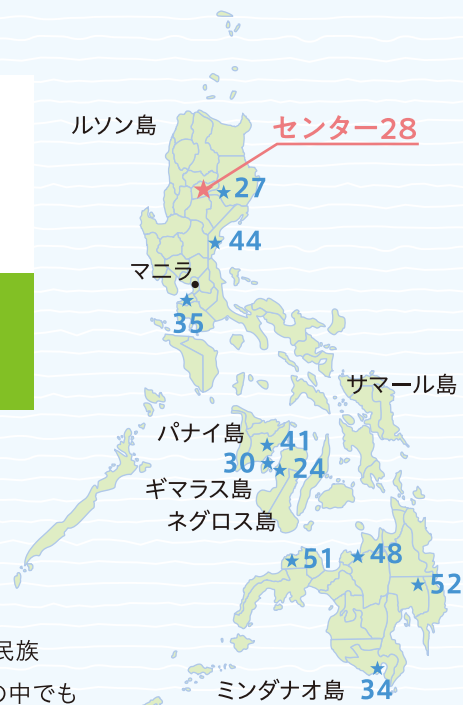 ルソン島
センター28
27
44
マニラ
35
サマール島
パナイ島
41
30
24
ギマラス島
ネグロス島
51
48
52
民族
の中でも
ミンダナオ島
34